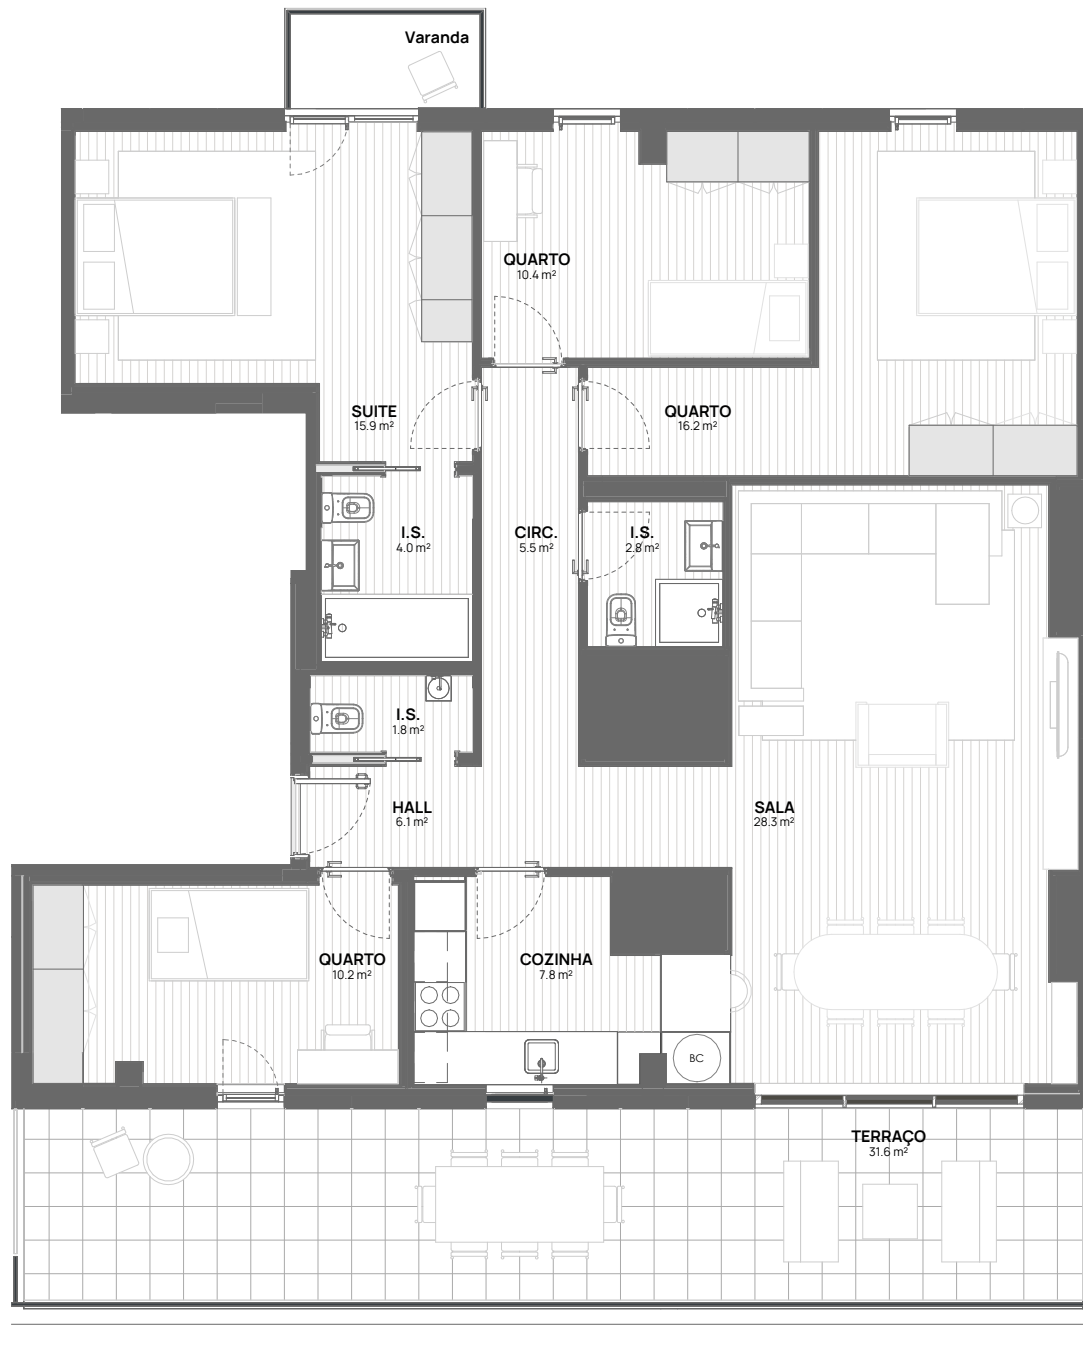 Varanda
QUARTO
10.4 m²
SUITE
15.9 m²
QUARTO
16.2 m²
I.S.
4.0 m²
CIRC.
5.5 m²
I.S.
2.8 m²
I.S.
1.8 m²
HALL
6.1 m²
SALA
28.3 m²
QUARTO
10.2 m²
COZINHA
7.8 m²
BC
TERRAÇO
31.6 m²